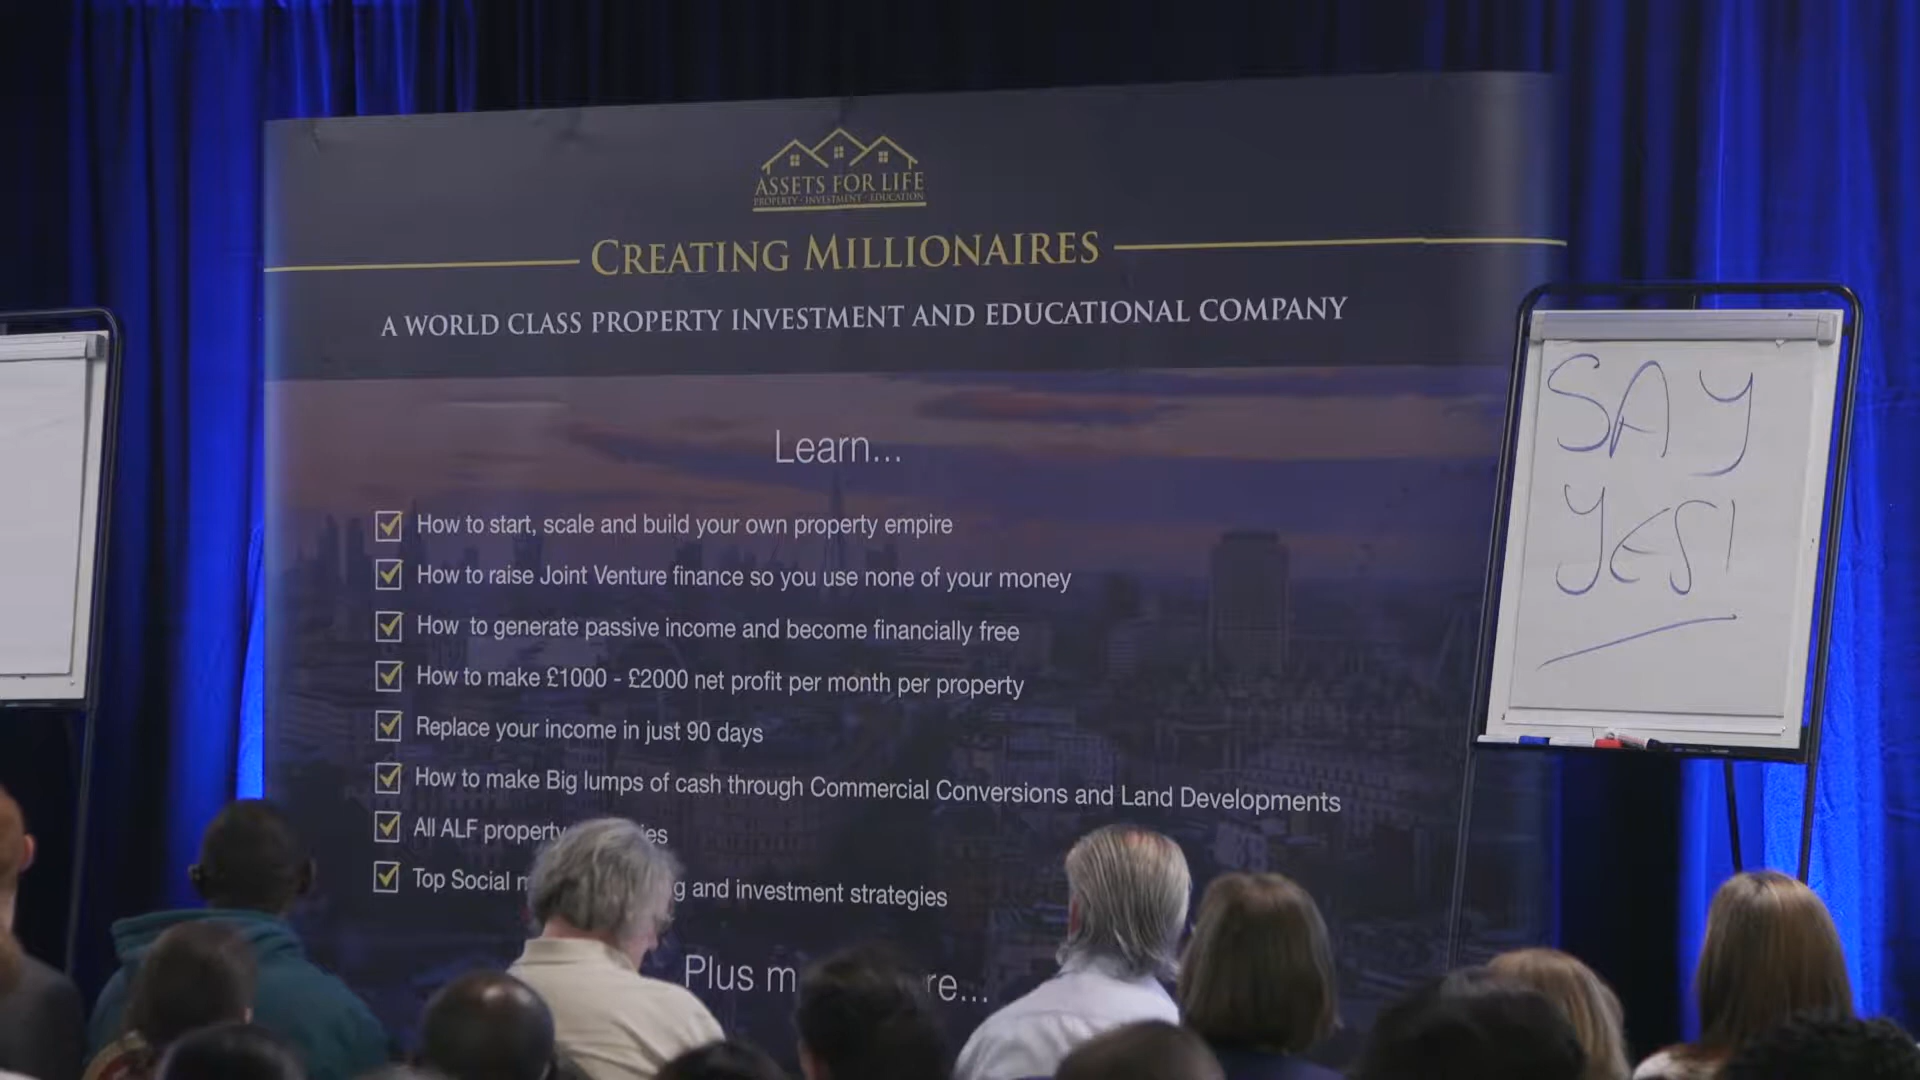 ASSETS FOR LIFE
PROPERTY · INVESTMENT · EDUCATION
CREATING MILLIONAIRES
A WORLD CLASS PROPERTY INVESTMENT AND EDUCATIONAL COMPANY
Learn...
How to start, scale and build your own property empire
How to raise Joint Venture finance so you use none of your money
How to generate passive income and become financially free
How to make £1000 - £2000 net profit per month per property
Replace your income in just 90 days
How to make Big lumps of cash through Commercial Conversions and Land Developments
All ALF property
Top Social and investment strategies
Plus
SAY
YES!